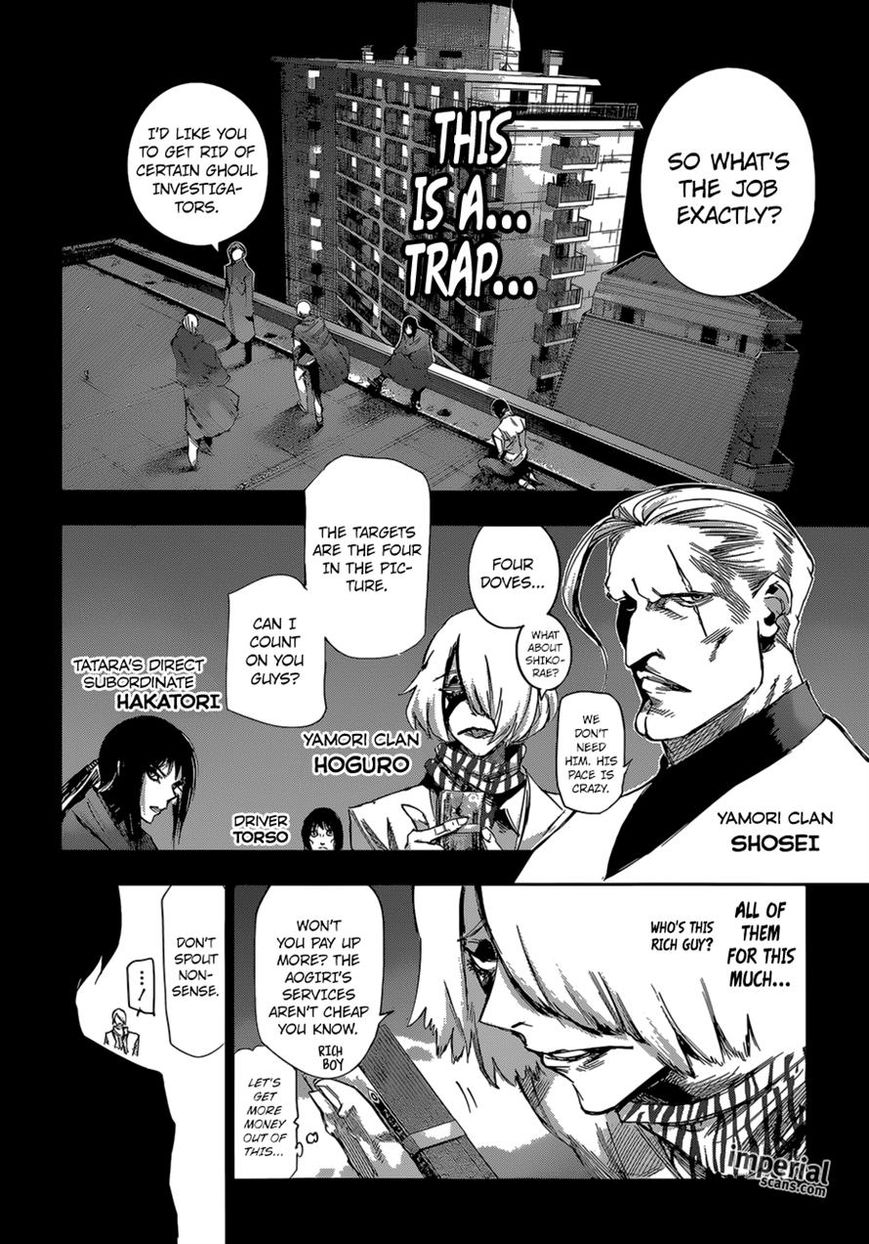 SO WHAT'S
THE JOB
EXACTLY?
THIS
IS A...
TRAP...
I'D LIKE YOU
TO GET RID OF
CERTAIN GHOUL
INVESTIGA-
TORS.
FOUR
DOVES...
WHAT
ABOUT
SHIKO-
RAE?
WE
DON'T
NEED
HIM. HIS
PACE IS
CRAZY.
YAMORI CLAN
SHOSEI
THE TARGETS
ARE THE FOUR
IN THE PIC-
TURE.
CAN I
COUNT
ON YOU
GUYS?
YAMORI CLAN
HOGURO
DRIVER
TORSO
TATARA'S DIRECT
SUBORDINATE
HAKATORI
ALL OF
THEM
FOR THIS
MUCH...
WHO'S THIS
RICH GUY?
WON'T
YOU PAY UP
MORE? THE
AOGIRI'S
SERVICES
AREN'T CHEAP
YOU KNOW.
RICH
BOY
LET'S
GET
MORE
MONEY
OUT OF
THIS...
DON'T
SPOUT
NON-
SENSE.
...!
imperial
scans.com